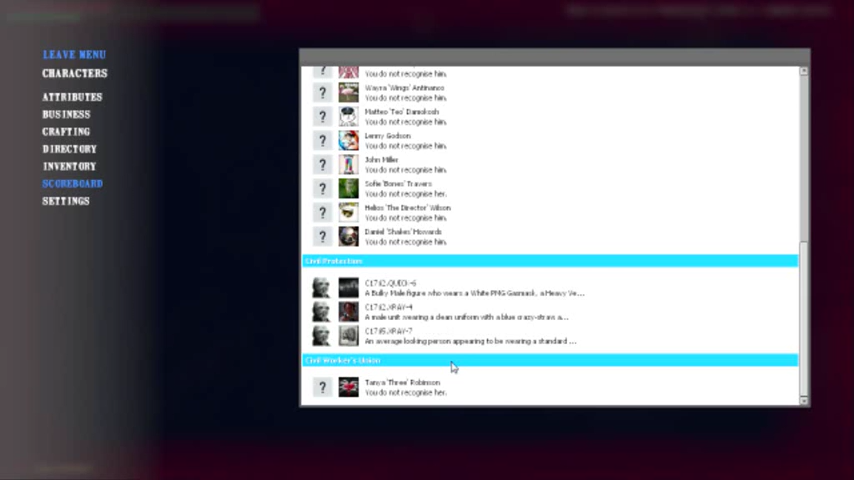 LEAVE MENU
CHARACTERS
ATTRIBUTES
BUSINESS
CRAFTING
DIRECTORY
INVENTORY
SCOREBOARD
SETTINGS
You do not recognise him.
Wayra 'Wings' Antinanco
You do not recognise him.
You do not recognise him.
Lenny Godson
You do not recognise him.
John Miller
You do not recognise him.
Sofie 'Bones' Travers
You do not recognise her.
Helios 'The Director' Wilson
You do not recognise him.
Daniel 'Shakes' Howards
You do not recognise him.
Civil Protection
A Bulky Male figure who wears a White PMG Gasmask, a Heavy Ve...
A male unit wearing a clean uniform with a blue crazy-straw a...
An average looking person appearing to be wearing a standard ...
Civil Worker's Union
Tanya 'Three' Robinson
You do not recognise her.
? ? ? ? ? ? ? ? ?